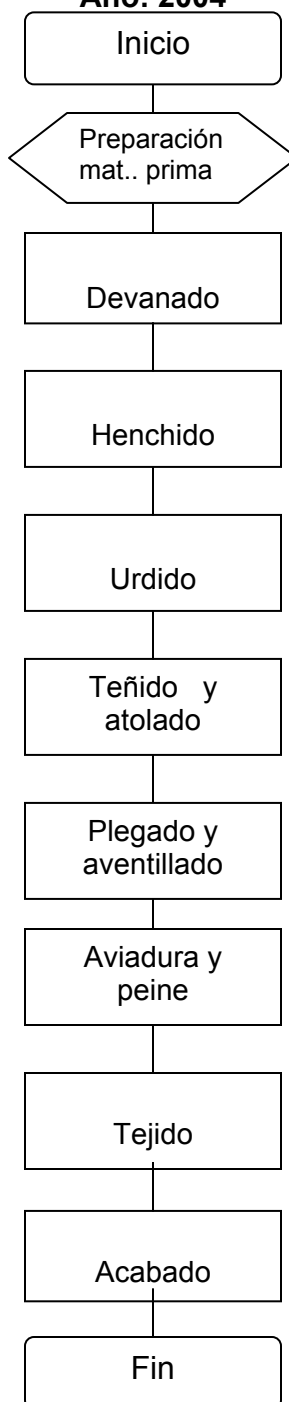 Año: 2004
Inicio
Preparación
mat.. prima
Devanado
Henchido
Urdido
Teñido y
atolado
Plegado y
aventillado
Aviadura y
peine
Tejido
Acabado
Fin